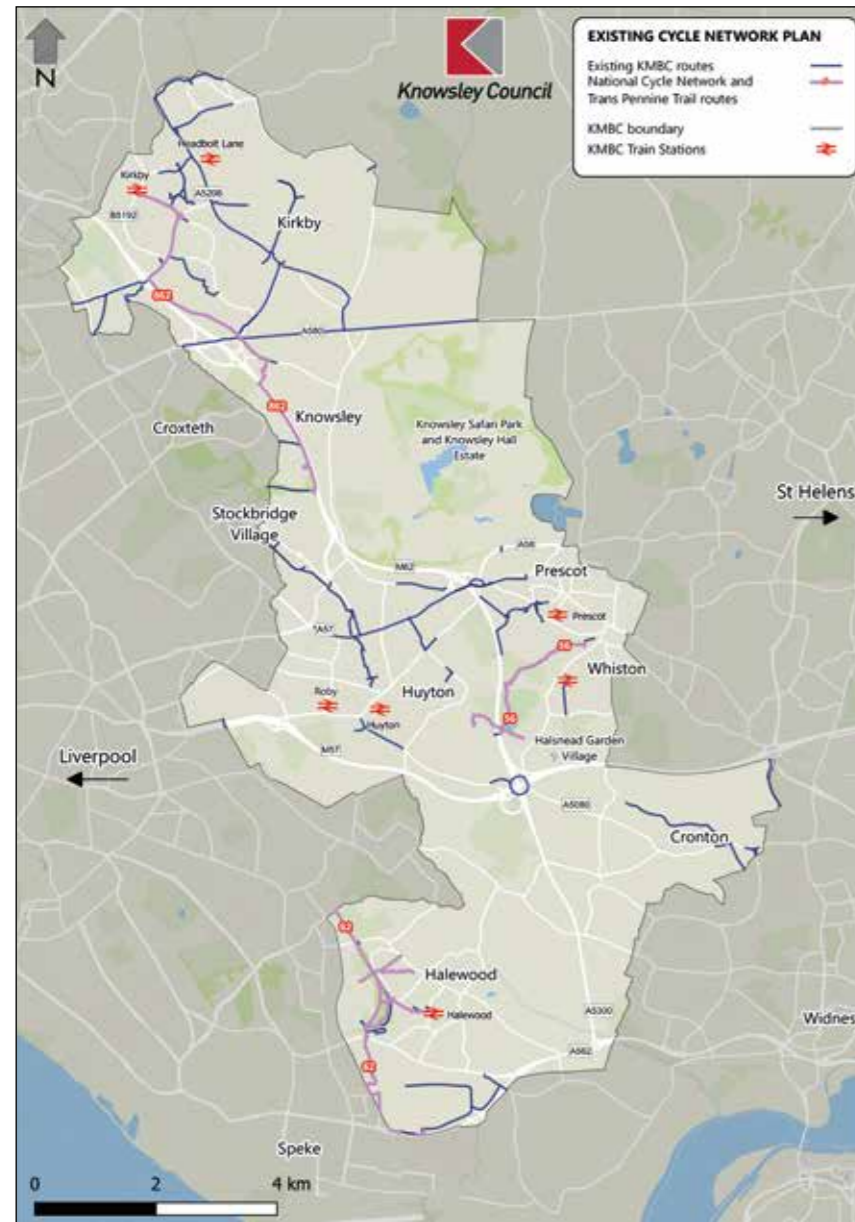 N
Knowsley Council
EXISTING CYCLE NETWORK PLAN
Existing KMBC routes
National Cycle Network and
Trans Pennine Trail routes
KMBC boundary
KMBC Train Stations
Headbolt Lane
Kirkby
A5208
B5192
Kirkby
862
A580
862
Knowsley
Croxteth
Knowsley Safari Park
and Knowsley Hall
Estate
St Helens
Stockbridge
Village
A58
M62
Prescot
Prescot
A57
56
Whiston
Roby
Huyton
Huyton
56
Halsnead Garden
Village
M57
Liverpool
A5080
Cronton
62
Halewood
Halewood
A5300
Widnes
A562
62
Speke
0 2 4 km